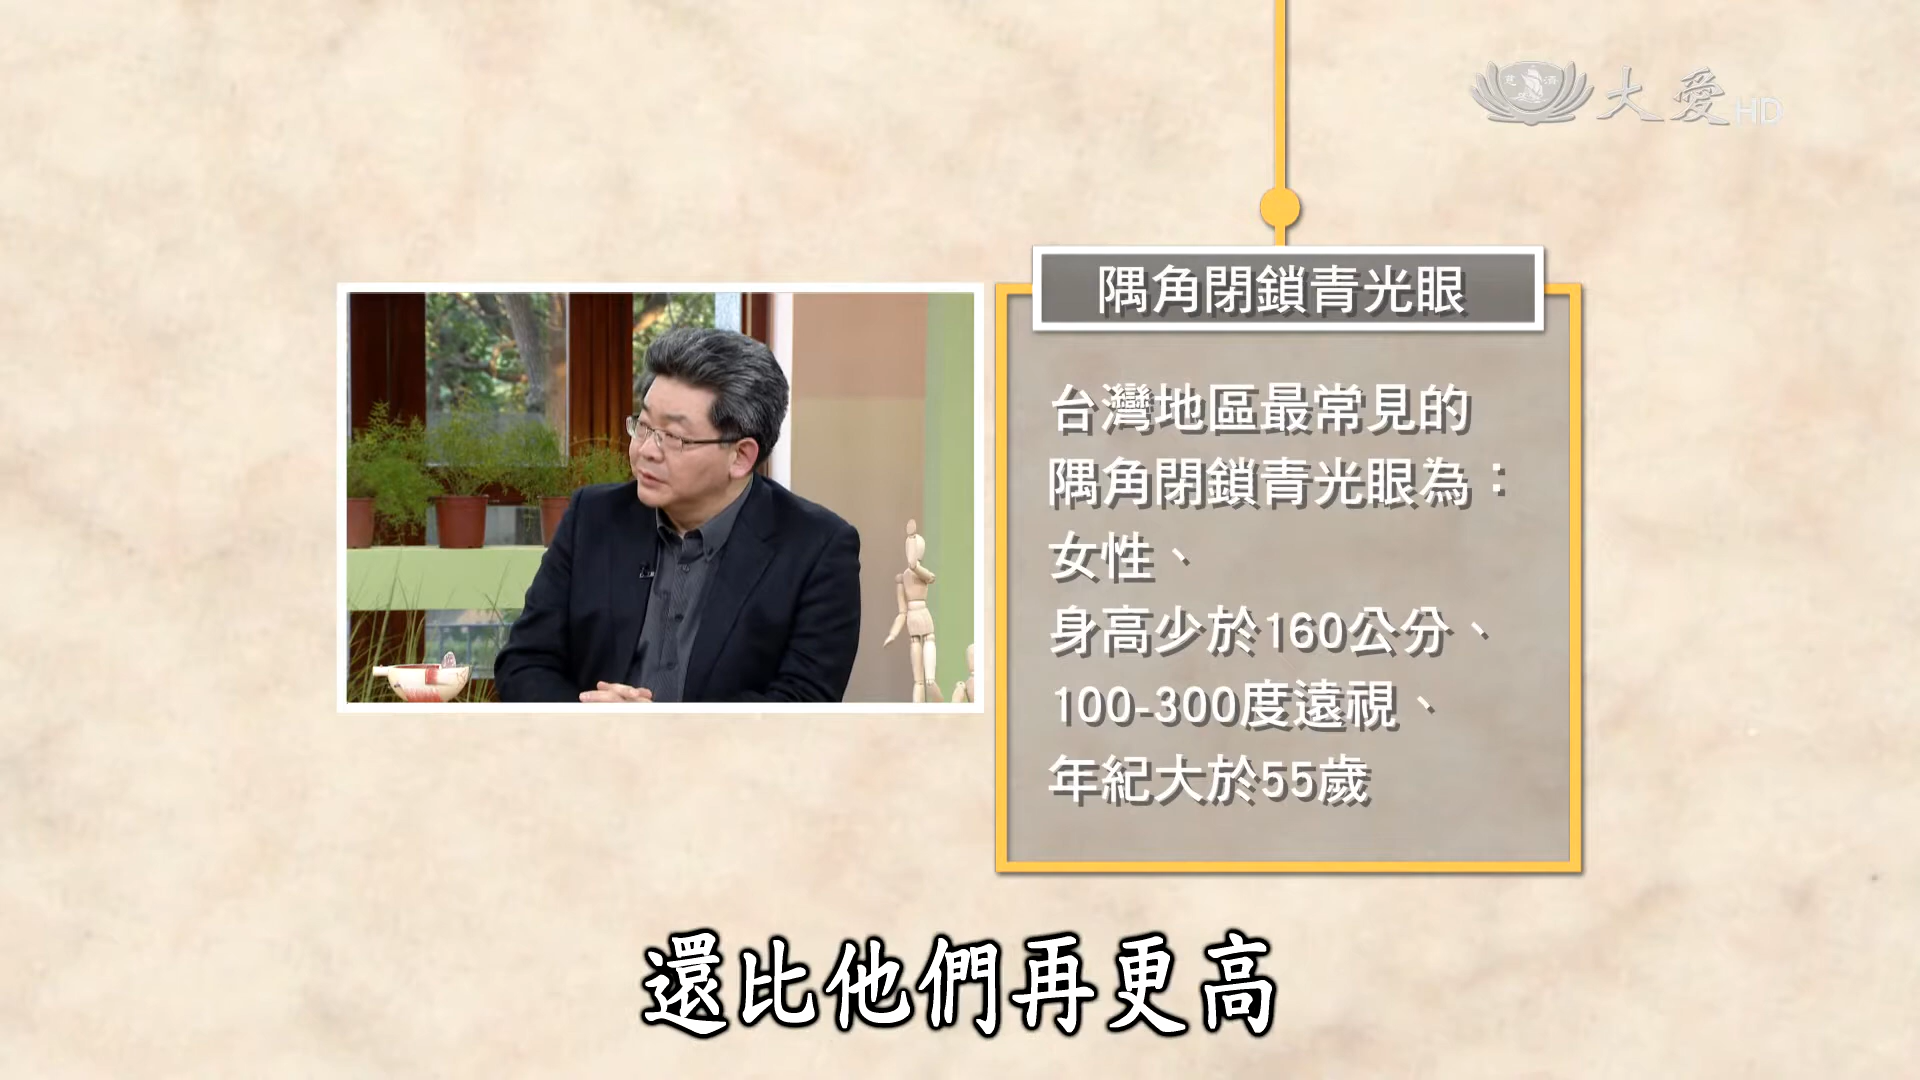 大愛HD
隅角閉鎖青光眼
台灣地區最常見的
隅角閉鎖青光眼為：
女性、
身高少於160公分、
100-300度遠視、
年紀大於55歲
還比他們再更高